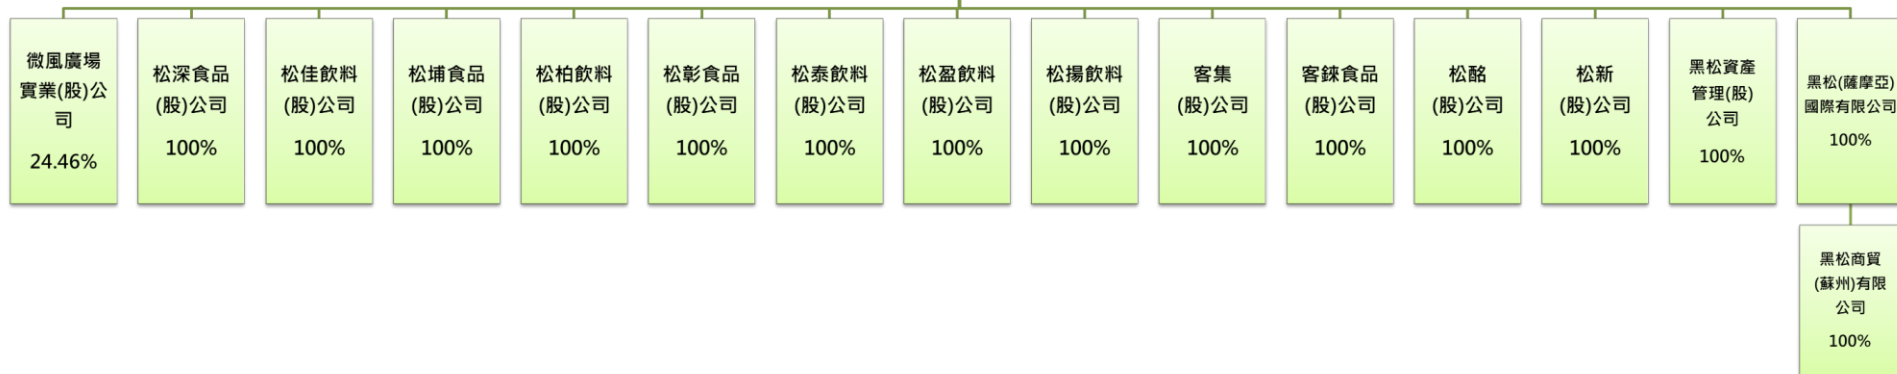 微風廣場
實業(股)公
司
24.46%
松深食品
(股)公司
100%
松佳飲料
(股)公司
100%
松埔食品
(股)公司
100%
松柏飲料
(股)公司
100%
松彰食品
(股)公司
100%
松泰飲料
(股)公司
100%
松盈飲料
(股)公司
100%
松揚飲料
(股)公司
100%
客集
(股)公司
100%
客錸食品
(股)公司
100%
松酩
(股)公司
100%
松新
(股)公司
100%
黑松資產
管理(股)
公司
100%
黑松(薩摩亞)
國際有限公司
100%
黑松商貿
(蘇州)有限
公司
100%